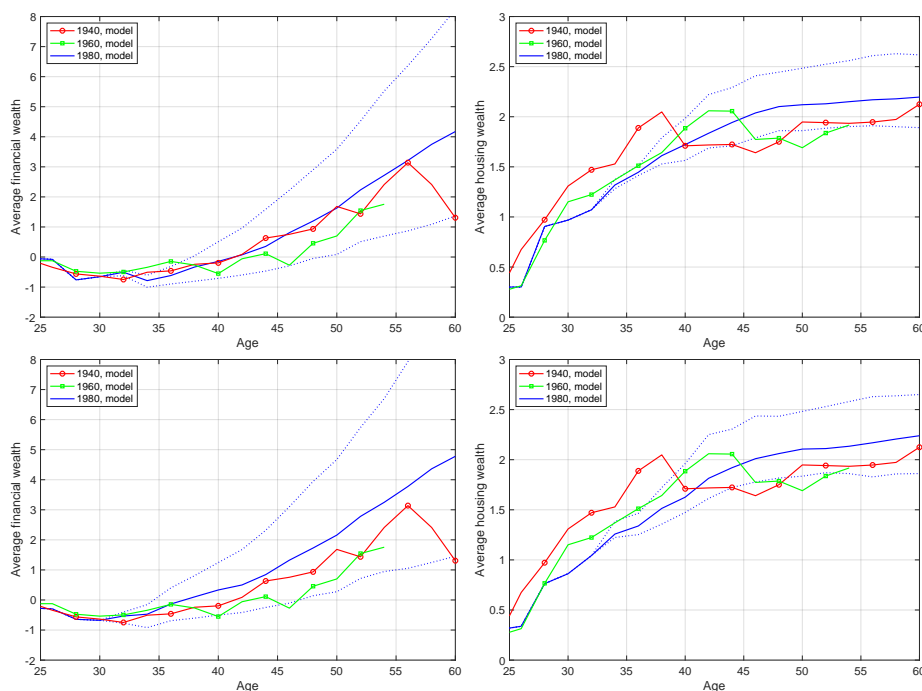 8
7
6
5
4
3
2
1
0
-1
-2
Average financial wealth
1940, model
1960, model
1980, model
25 30 35 40 45 50 55 60
Age
3
2.5
2
1.5
1
0.5
0
Average housing wealth
1940, model
1960, model
1980, model
25 30 35 40 45 50 55 60
Age
8
7
6
5
4
3
2
1
0
-1
-2
Average financial wealth
1940, model
1960, model
1980, model
25 30 35 40 45 50 55 60
Age
3
2.5
2
1.5
1
0.5
0
Average housing wealth
1940, model
1960, model
1980, model
25 30 35 40 45 50 55 60
Age